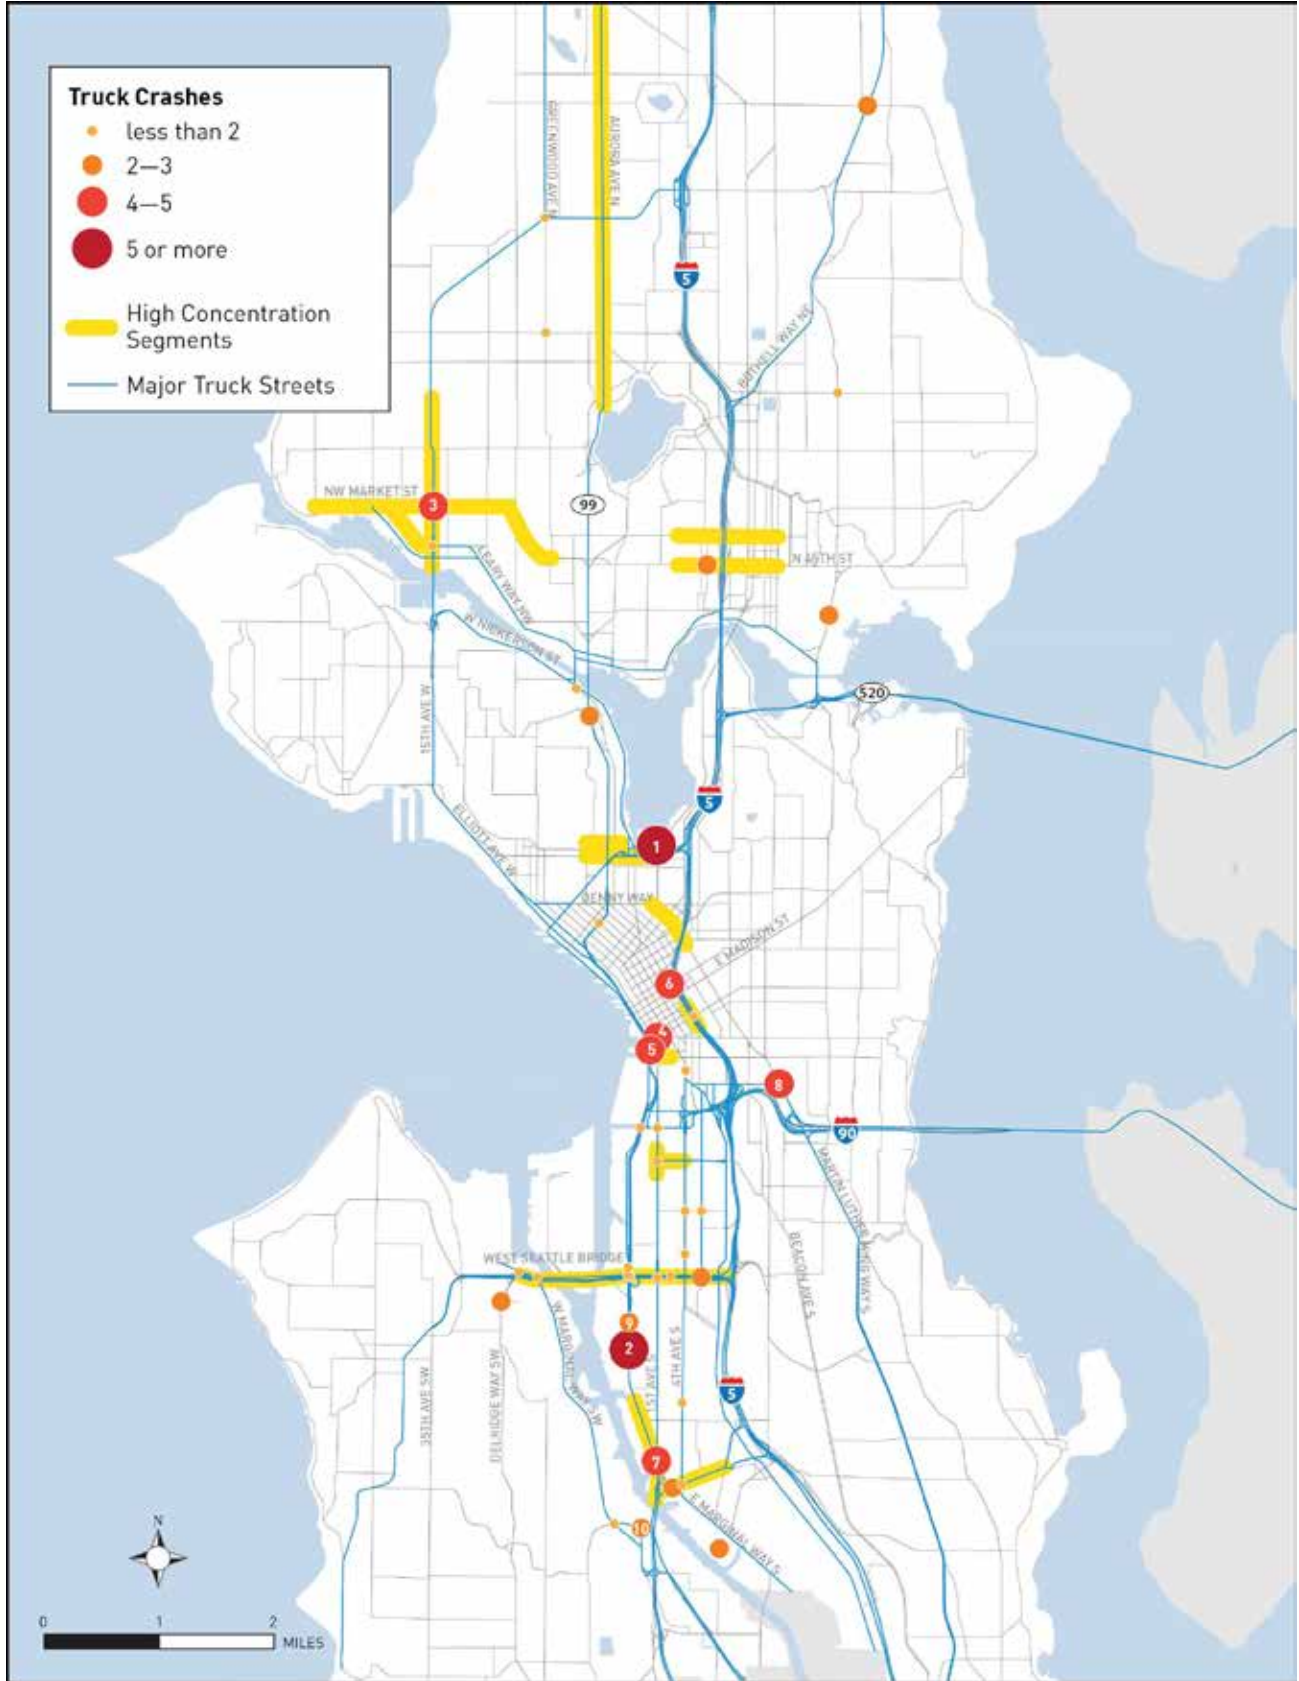 Truck Crashes
less than 2
2—3
4—5
5 or more
High Concentration
Segments
Major Truck Streets
GREENWOOD AVE N
AURORA AVE N
5
BOTHELL WAY NE
NW MARKET ST
3
99
N 45TH ST
LEARY WAY NW
W NICKERSON ST
520
15TH AVE W
5
ELLIOTT AVE W
1
DENNY WAY
E MADISON ST
6
4
5
8
90
MARTIN LUTHER KING WAY S
BEACON AVE S
WEST SEATTLE BRIDGE
9
2
W MARGINAL WAY SW
1ST AVE S
4TH AVE S
35TH AVE SW
DELRIDGE WAY SW
5
7
E MARGINAL WAY S
10
N
0 1 2
MILES